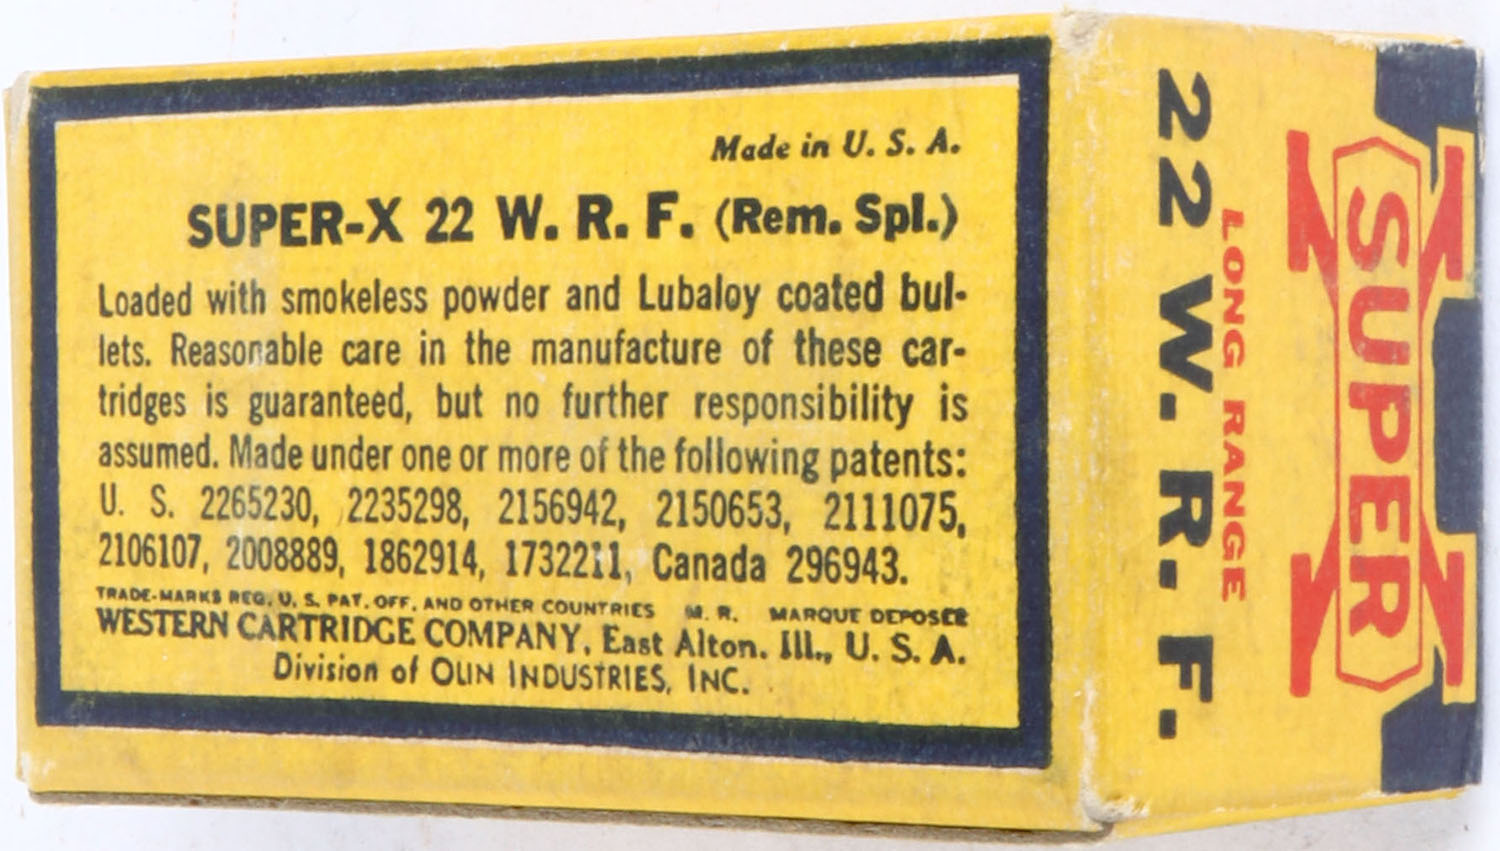 Made in U. S. A.
SUPER-X 22 W. R. F. (Rem. Spl.)
Loaded with smokeless powder and Lubaloy coated bul-
lets. Reasonable care in the manufacture of these car-
tridges is guaranteed, but no further responsibility is
assumed. Made under one or more of the following patents:
U. S. 2265230, 2235298, 2156942, 2150653, 2111075,
2106107, 2008889, 1862914, 1732211, Canada 296943.
TRADE-MARKS REG. U. S. PAT. OFF. AND OTHER COUNTRIES M. R. MARQUE DEPOSEE
WESTERN CARTRIDGE COMPANY, East Alton. Ill., U. S. A.
Division of OLIN INDUSTRIES, INC.
SUPER X
LONG RANGE
22 W. R. F.